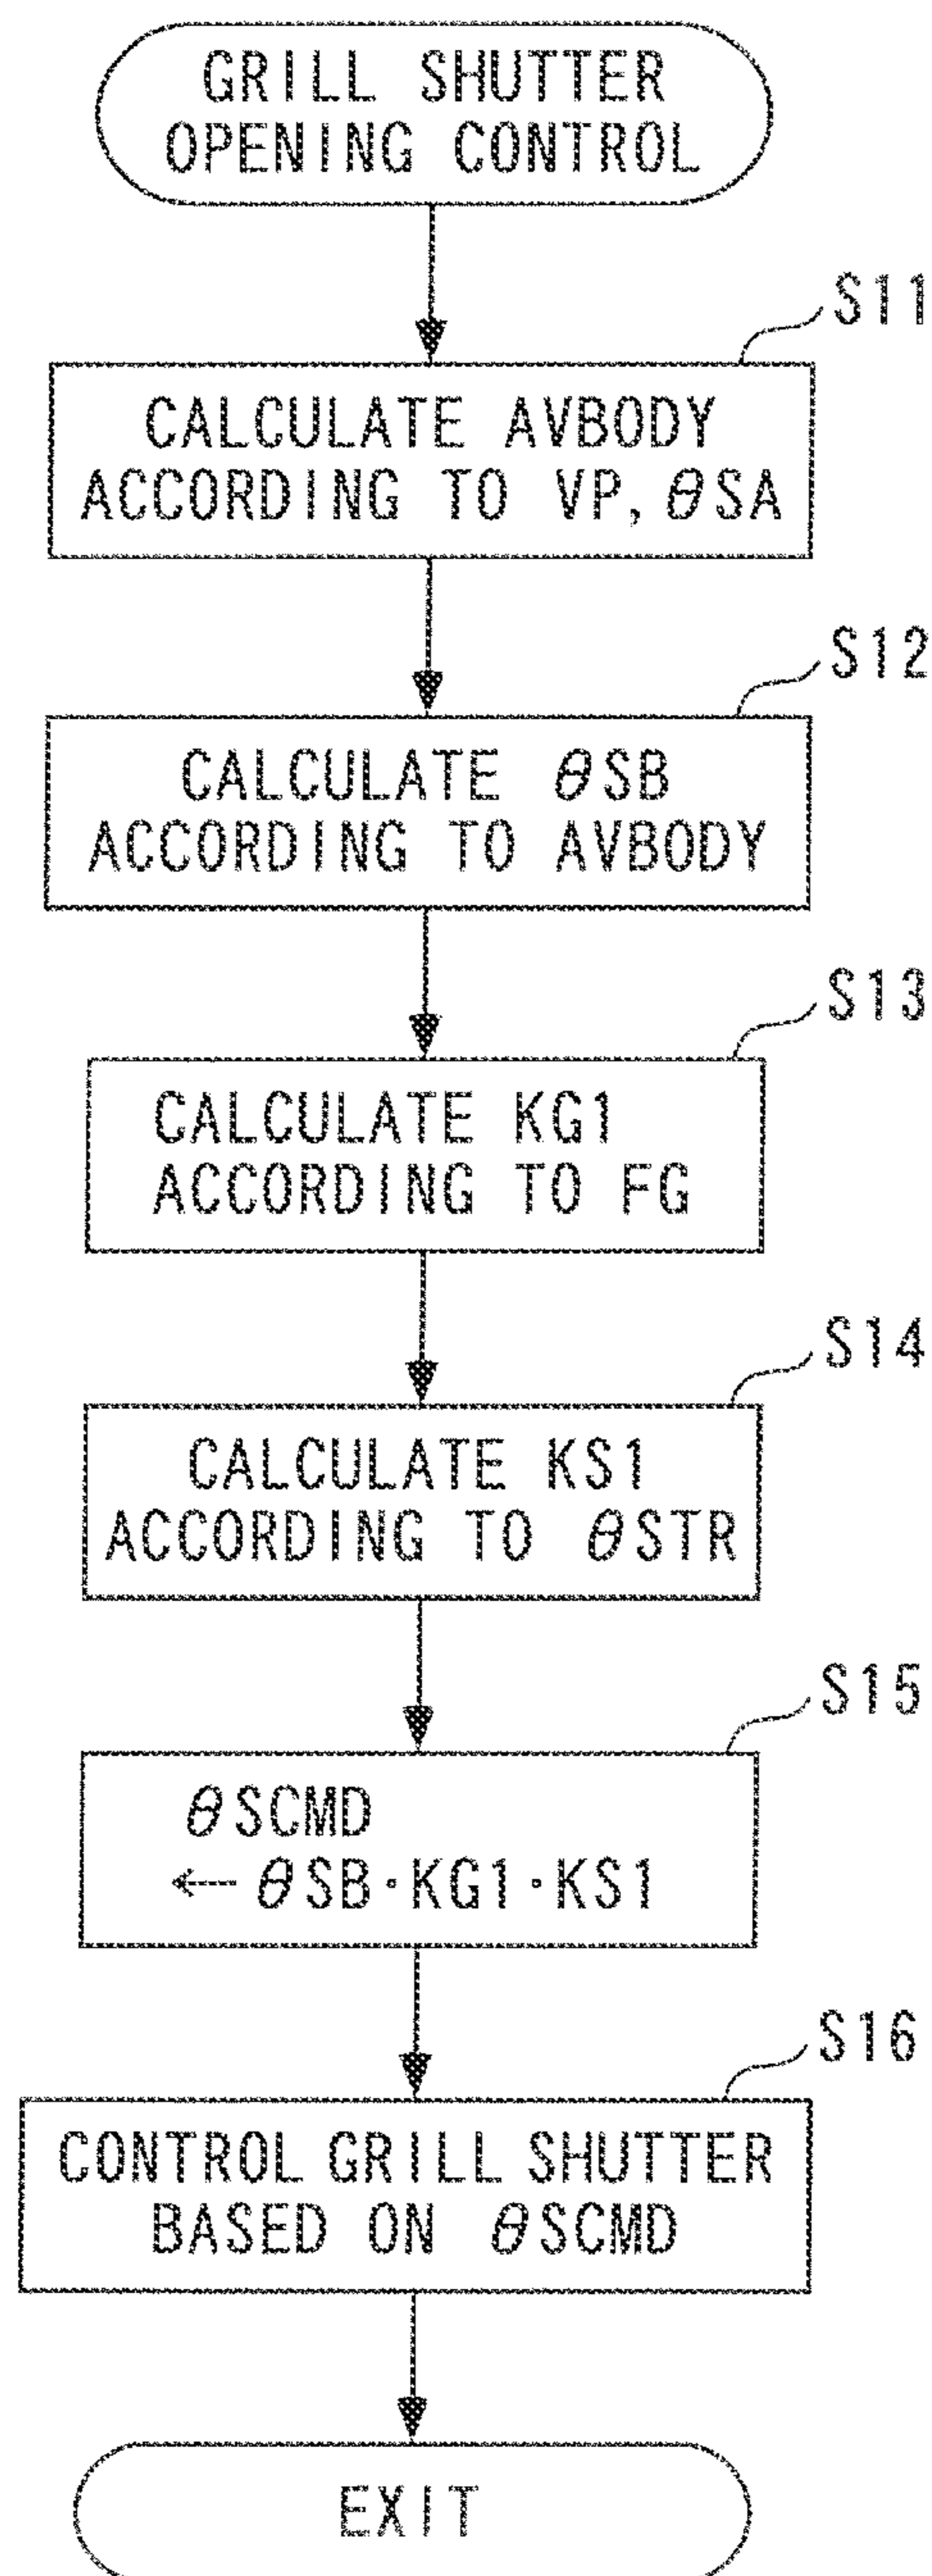 GRILL SHUTTER
OPENING CONTROL
S11
CALCULATE AVBODY
ACCORDING TO VP, θSA
S12
CALCULATE θSB
ACCORDING TO AVBODY
S13
CALCULATE KG1
ACCORDING TO FG
S14
CALCULATE KS1
ACCORDING TO θSTR
S15
θSCMD
← θSB·KG1·KS1
S16
CONTROL GRILL SHUTTER
BASED ON θSCMD
EXIT